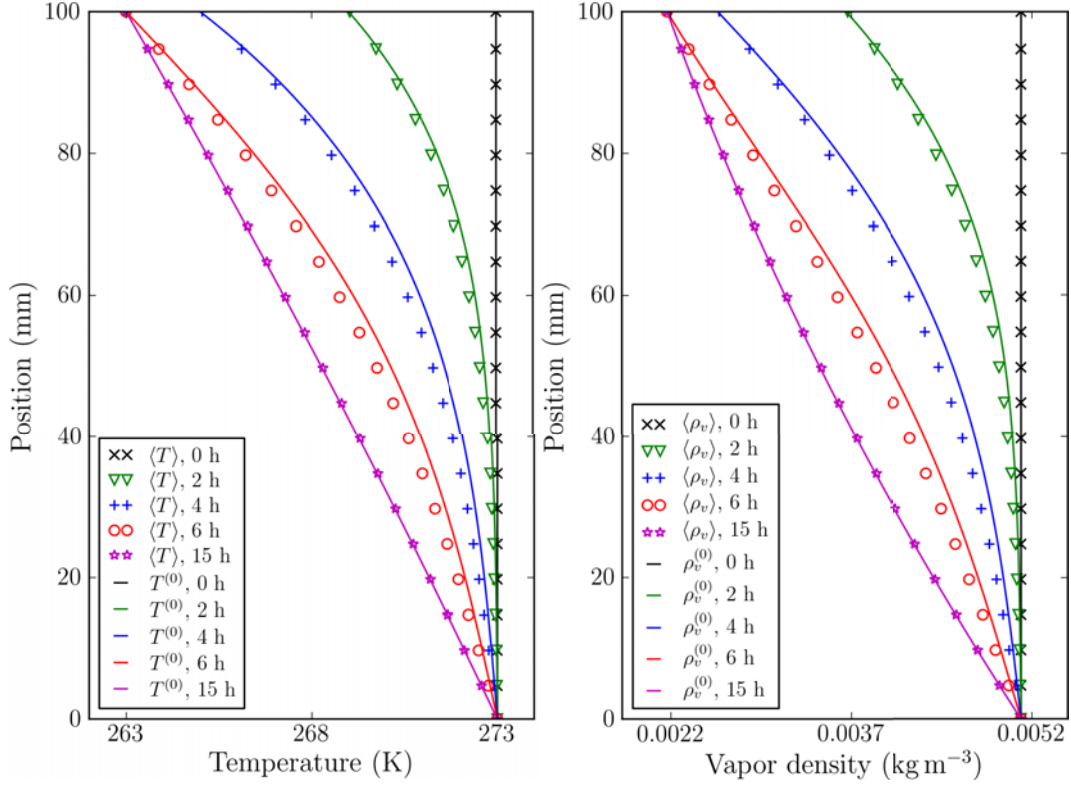 100
80
60
40
20
0
Position (mm)
⟨T⟩, 0 h
⟨T⟩, 2 h
⟨T⟩, 4 h
⟨T⟩, 6 h
⟨T⟩, 15 h
T⁽⁰⁾, 0 h
T⁽⁰⁾, 2 h
T⁽⁰⁾, 4 h
T⁽⁰⁾, 6 h
T⁽⁰⁾, 15 h
263 268 273
Temperature (K)
100
80
60
40
20
0
Position (mm)
⟨ρᵥ⟩, 0 h
⟨ρᵥ⟩, 2 h
⟨ρᵥ⟩, 4 h
⟨ρᵥ⟩, 6 h
⟨ρᵥ⟩, 15 h
ρᵥ⁽⁰⁾, 0 h
ρᵥ⁽⁰⁾, 2 h
ρᵥ⁽⁰⁾, 4 h
ρᵥ⁽⁰⁾, 6 h
ρᵥ⁽⁰⁾, 15 h
0.0022 0.0037 0.0052
Vapor density (kg m⁻³)